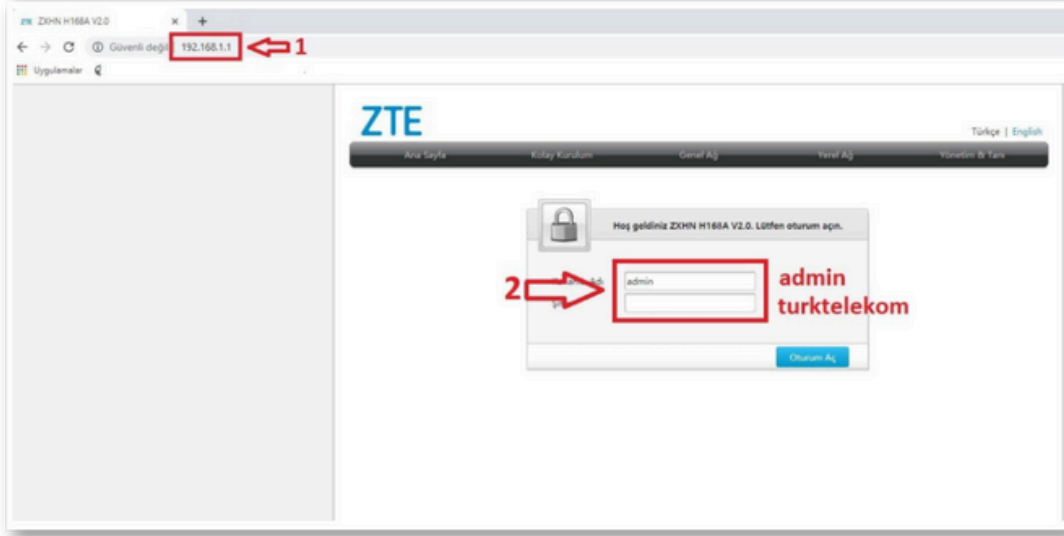 ZTE ZXHN H168A V2.0 × +
Güvenli değil 192.168.1.1 1
Uygulamalar
ZTE
Türkçe | English
Ana Sayfa Kolay Kurulum Genel Ağ Yerel Ağ Yönetim & Tanı
Hoş geldiniz ZXHN H168A V2.0. Lütfen oturum açın.
2 admin admin
turktelekom
Oturum Aç